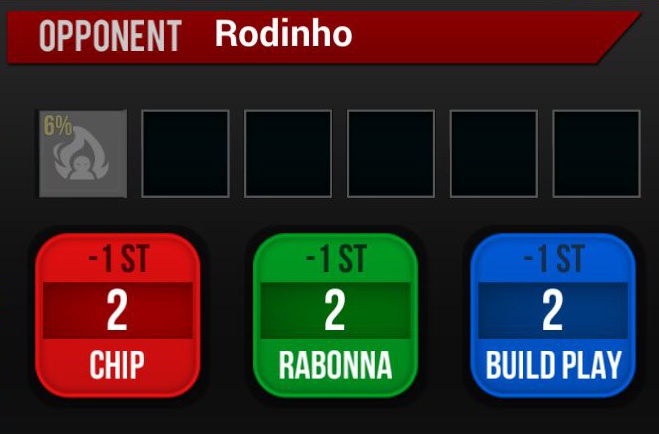 OPPONENT Rodinho
6%
-1 ST -1 ST -1 ST
2 2 2
CHIP RABONNA BUILD PLAY